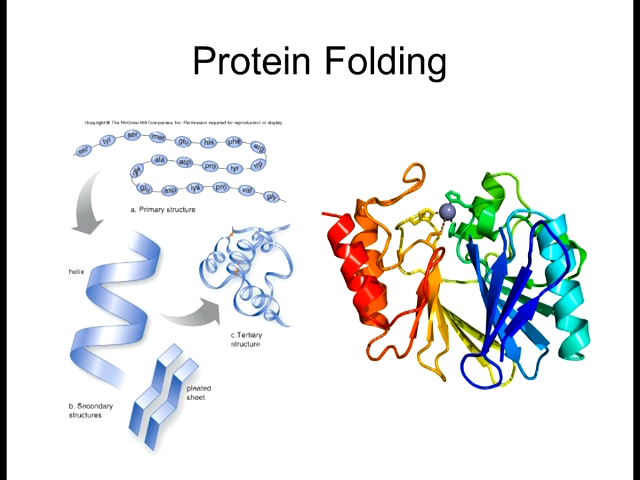 Protein Folding
Copyright © The McGraw-Hill Companies, Inc. Permission required for reproduction or display
ser tyr ser met glu his phe arg
ala asp pro tyr trp
glu asp lys pro val gly
a. Primary structure
helix
c.Tertiary
structure
pleated
sheet
b. Secondary
structures